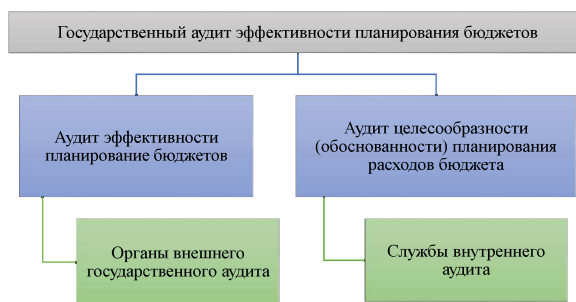 Государственный аудит эффективности планирования бюджетов
Аудит эффективности
планирование бюджетов
Аудит целесообразности
(обоснованности) планирования
расходов бюджета
Органы внешнего
государственного аудита
Службы внутреннего
аудита